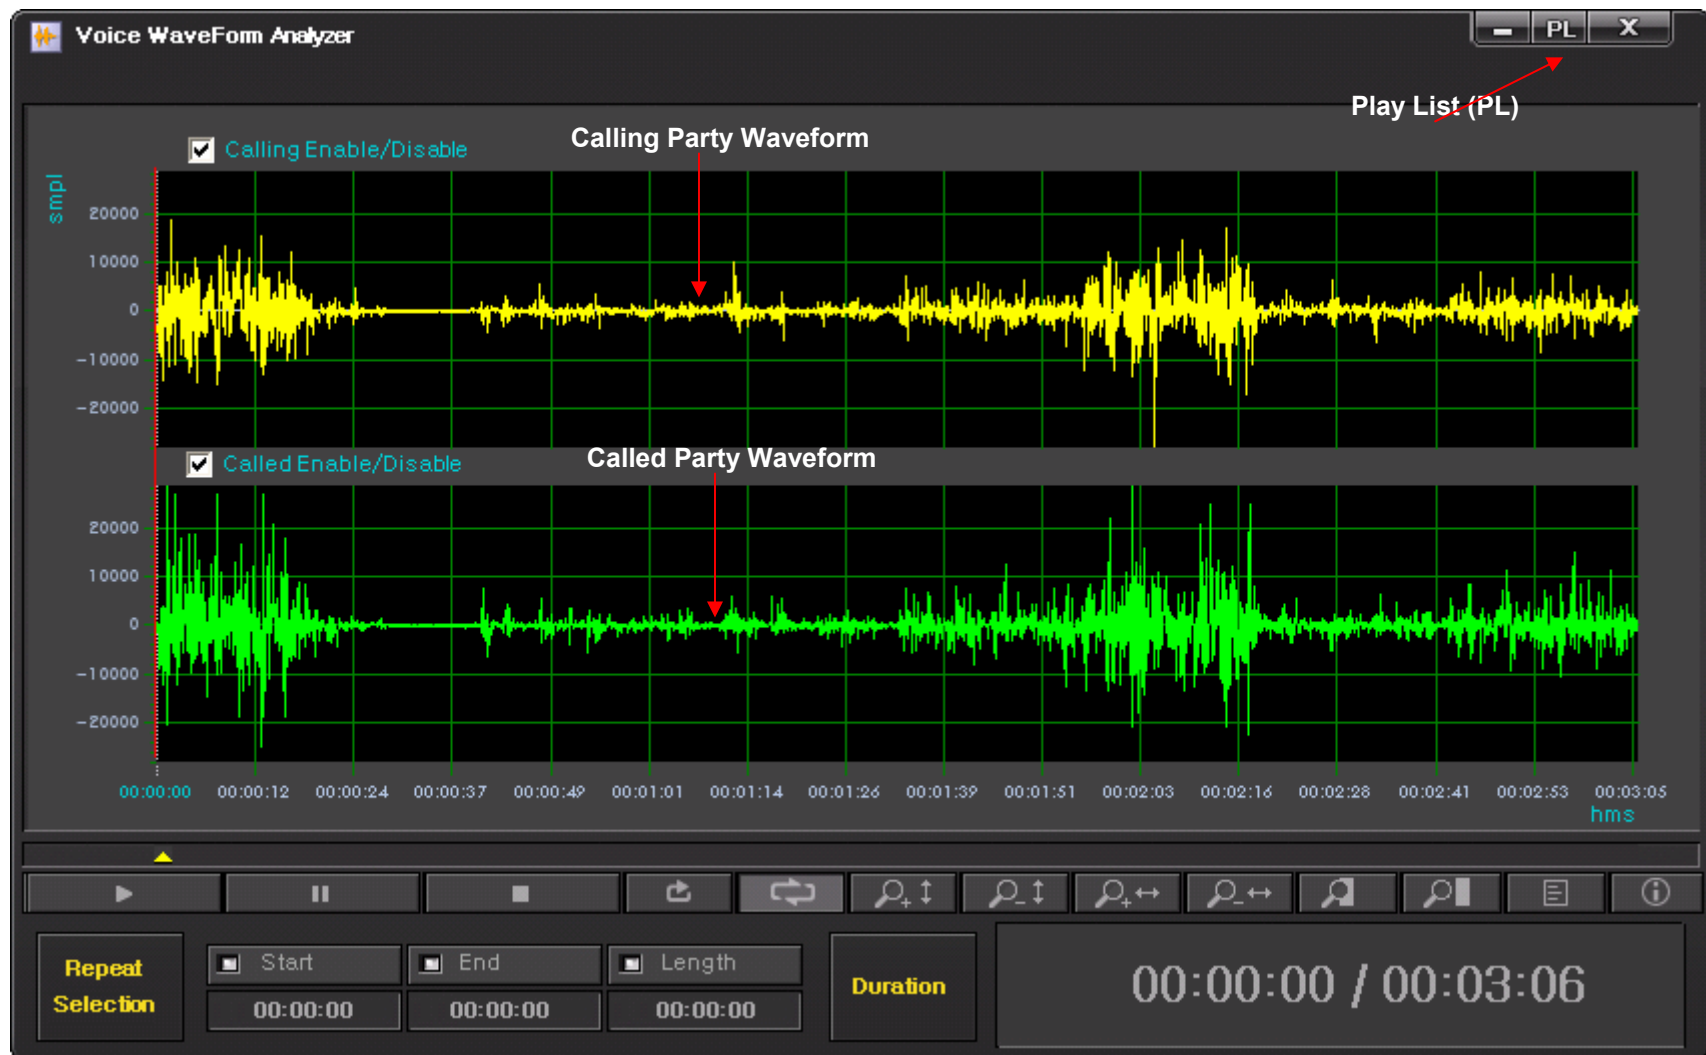 Voice WaveForm Analyzer
PL
X
Play List (PL)
Calling Party Waveform
Calling Enable/Disable
smpl
20000
10000
0
-10000
-20000
Called Enable/Disable
Called Party Waveform
20000
10000
0
-10000
-20000
00:00:00 00:00:12 00:00:24 00:00:37 00:00:49 00:01:01 00:01:14 00:01:26 00:01:39 00:01:51 00:02:03 00:02:16 00:02:28 00:02:41 00:02:53 00:03:05
hms
Repeat
Selection
Start End Length
00:00:00 00:00:00 00:00:00
Duration
00:00:00 / 00:03:06